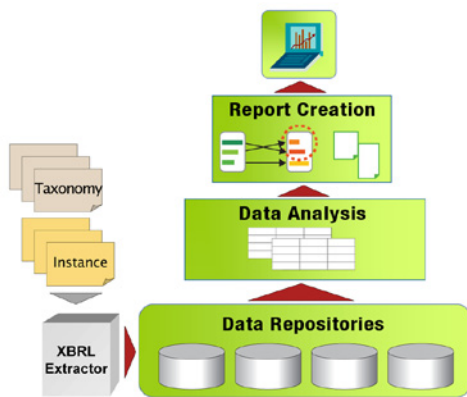 Report Creation
Data Analysis
Taxonomy
Instance
Data Repositories
XBRL
Extractor